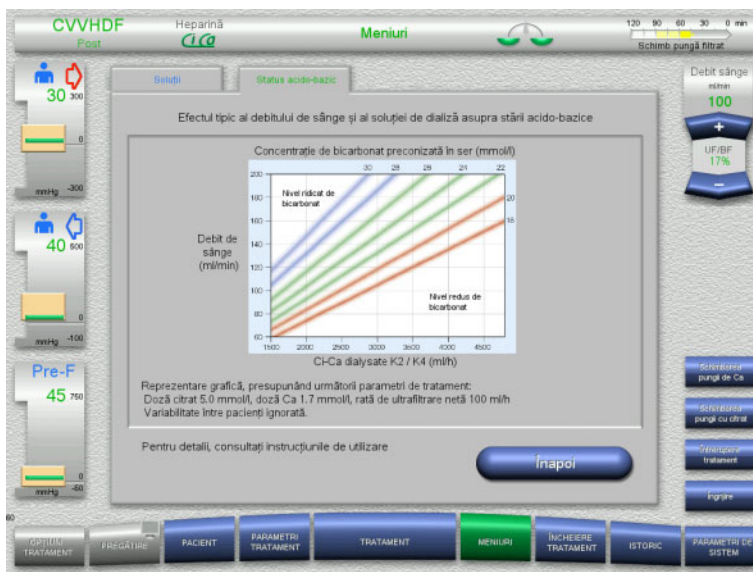 CVVHDF
Post
Heparină
CiCa
Meniuri
120 90 60 30 0 min
Schimb pungă filtrat
30 300
0
mmHg -300
40 500
0
mmHg -100
Pre-F
45 750
0
mmHg -50
Soluții
Status acido-bazic
Efectul tipic al debitului de sânge și al soluției de dializă asupra stării acido-bazice
Concentrație de bicarbonat preconizată în ser (mmol/l)
30 28 26 24 22
200
180
160
140
120
100
80
60
20
18
Nivel ridicat de
bicarbonat
Debit de
sânge
(ml/min)
Nivel redus de
bicarbonat
1500 2000 2500 3000 3500 4000 4500
Ci-Ca dialysate K2 / K4 (ml/h)
Reprezentare grafică, presupunând următorii parametri de tratament:
Doză citrat 5.0 mmol/l, doză Ca 1.7 mmol/l, rată de ultrafiltrare netă 100 ml/h
Variabilitate între pacienți ignorată.
Pentru detalii, consultați instrucțiunile de utilizare
Înapoi
Debit sânge
ml/min
100
+
UF/BF
17%
−
Schimbarea
pungii de Ca
Schimbarea
pungii cu citrat
Întrerupere
tratament
Îngrijire
60
OPȚIUNI
TRATAMENT
PREGĂTIRE
PACIENT
PARAMETRI
TRATAMENT
TRATAMENT
MENIURI
ÎNCHEIERE
TRATAMENT
ISTORIC
PARAMETRI DE
SISTEM